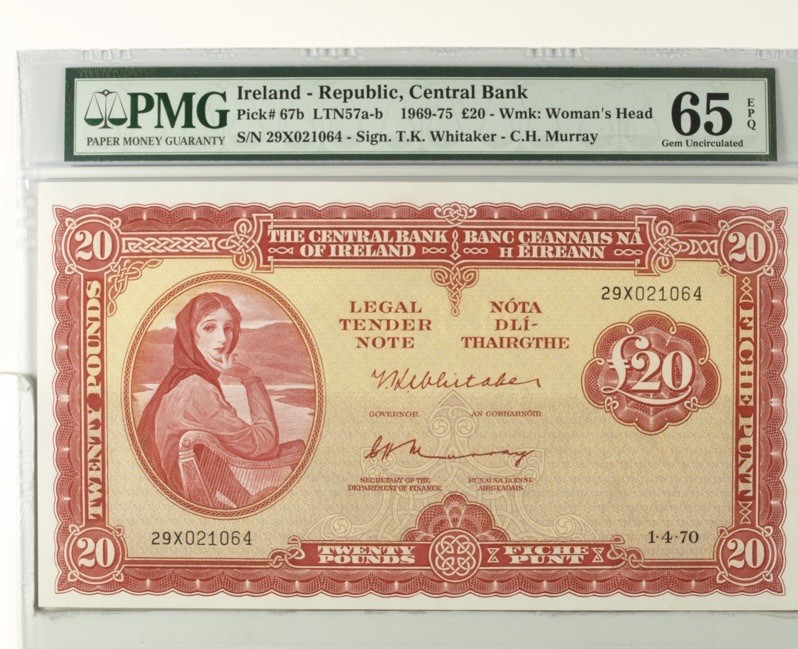 PMG
PAPER MONEY GUARANTY
Ireland - Republic, Central Bank
Pick# 67b LTN57a-b 1969-75 £20 - Wmk: Woman's Head
S/N 29X021064 - Sign. T.K. Whitaker - C.H. Murray
65 EPQ
Gem Uncirculated
20
THE CENTRAL BANK OF IRELAND
BANC CEANNAIS NA
H ÉIREANN
20
TWENTY POUNDS
LEGAL
TENDER
NOTE
NÓTA
DLÍ-
THAIRGTHE
29X021064
£20
FICHE PUNT
T K Whitaker
GOVERNOR
AN GOBHARNÓIR
C H Murray
SECRETARY OF THE
DEPARTMENT OF FINANCE
RÚNAÍ NA ROINNE
AIRGEADAIS
29X021064
1·4·70
20
TWENTY
POUNDS
FICHE
PUNT
20